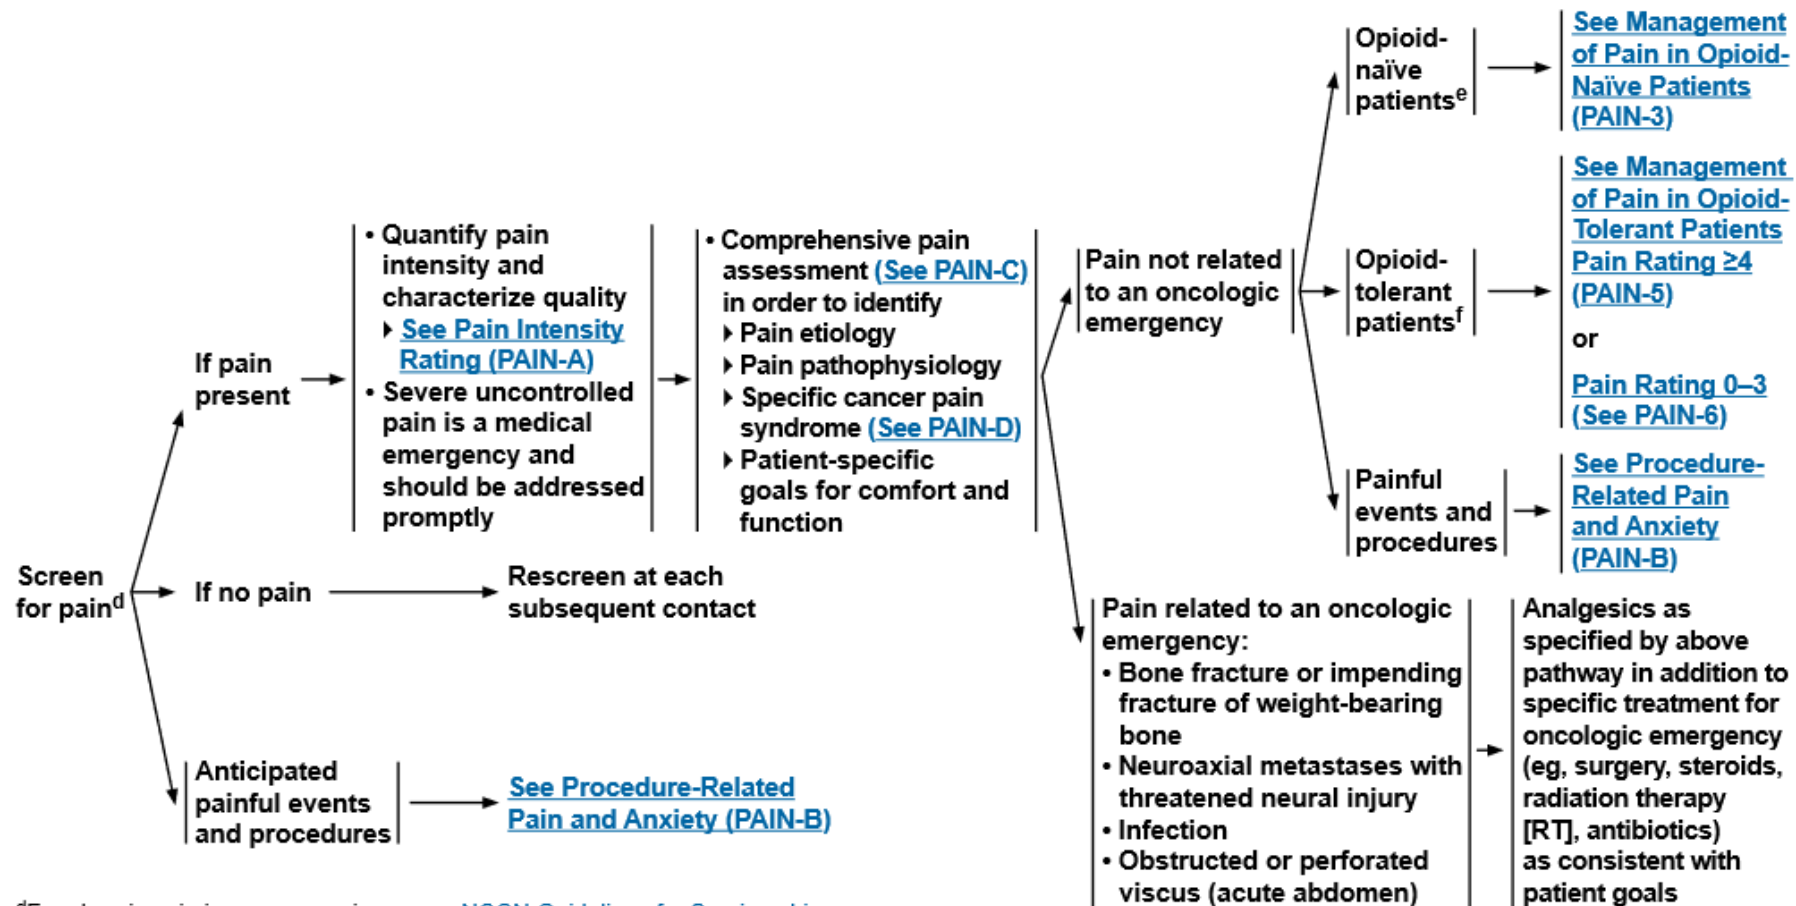 Screen
for pain^d
If pain
present
• Quantify pain
intensity and
characterize quality
▸ See Pain Intensity
Rating (PAIN-A)
• Severe uncontrolled
pain is a medical
emergency and
should be addressed
promptly
• Comprehensive pain
assessment (See PAIN-C)
in order to identify
▸ Pain etiology
▸ Pain pathophysiology
▸ Specific cancer pain
syndrome (See PAIN-D)
▸ Patient-specific
goals for comfort and
function
Pain not related
to an oncologic
emergency
Opioid-
naïve
patients^e
See Management
of Pain in Opioid-
Naïve Patients
(PAIN-3)
Opioid-
tolerant
patients^f
See Management
of Pain in Opioid-
Tolerant Patients
Pain Rating ≥4
(PAIN-5)
or
Pain Rating 0–3
(See PAIN-6)
Painful
events and
procedures
See Procedure-
Related Pain
and Anxiety
(PAIN-B)
Pain related to an oncologic
emergency:
• Bone fracture or impending
fracture of weight-bearing
bone
• Neuroaxial metastases with
threatened neural injury
• Infection
• Obstructed or perforated
viscus (acute abdomen)
Analgesics as
specified by above
pathway in addition to
specific treatment for
oncologic emergency
(eg, surgery, steroids,
radiation therapy
[RT], antibiotics)
as consistent with
patient goals
If no pain
Rescreen at each
subsequent contact
Anticipated
painful events
and procedures
See Procedure-Related
Pain and Anxiety (PAIN-B)